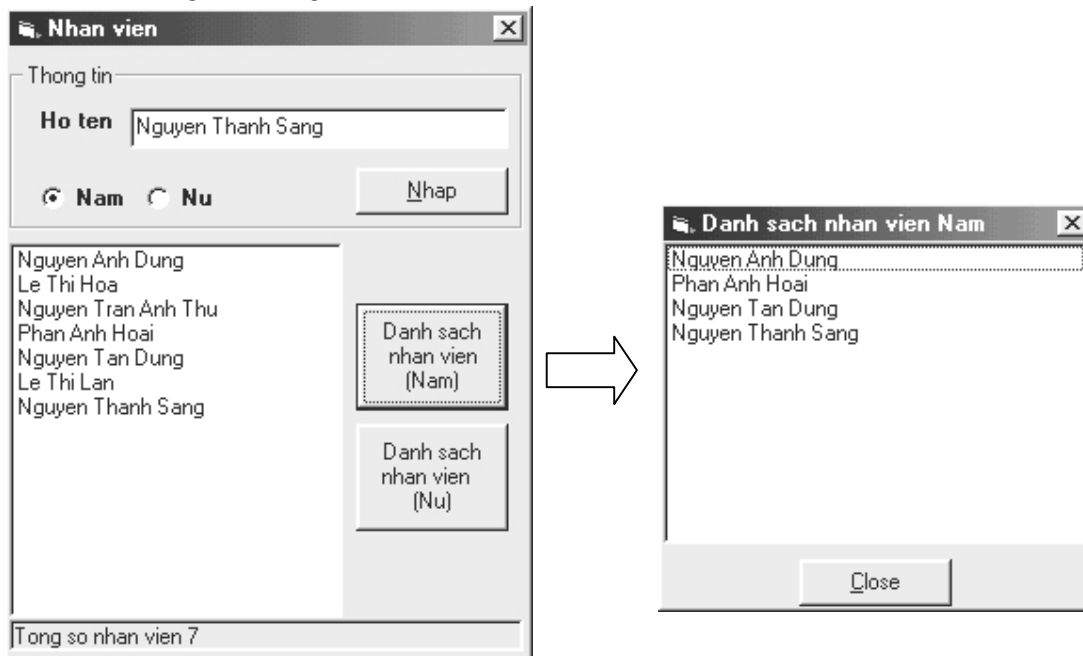 Nhan vien
Thong tin
Ho ten
Nguyen Thanh Sang
Nam
Nu
Nhap
Nguyen Anh Dung
Le Thi Hoa
Nguyen Tran Anh Thu
Phan Anh Hoai
Nguyen Tan Dung
Le Thi Lan
Nguyen Thanh Sang
Danh sach
nhan vien
(Nam)
Danh sach
nhan vien
(Nu)
Tong so nhan vien 7
Danh sach nhan vien Nam
Nguyen Anh Dung
Phan Anh Hoai
Nguyen Tan Dung
Nguyen Thanh Sang
Close